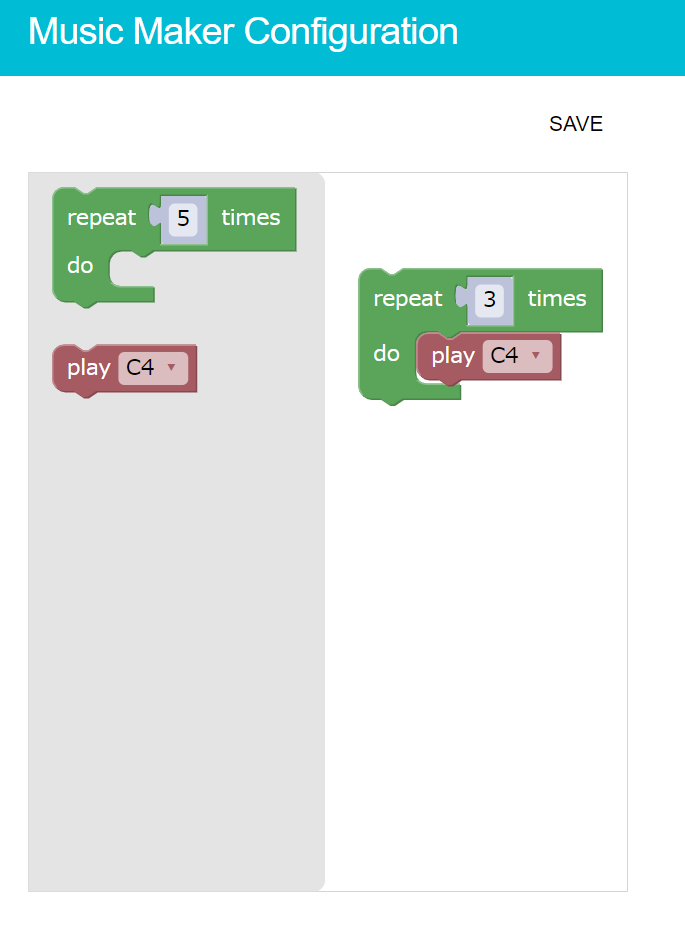 Music Maker Configuration
SAVE
repeat 5 times
do
play C4
repeat 3 times
do play C4